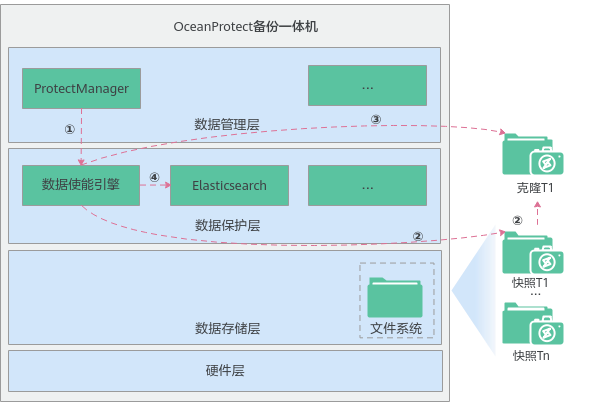 OceanProtect备份一体机
ProtectManager
...
①
数据管理层
③
克隆T1
数据使能引擎
④
Elasticsearch
...
数据保护层
②
②
快照T1
...
文件系统
数据存储层
快照Tn
硬件层